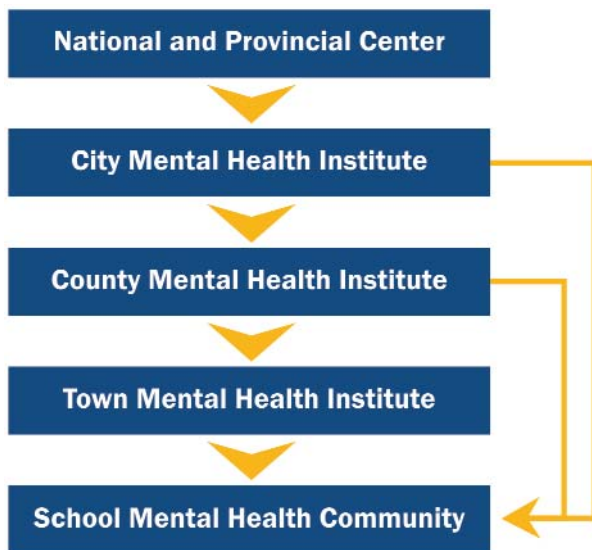 National and Provincial Center
City Mental Health Institute
County Mental Health Institute
Town Mental Health Institute
School Mental Health Community